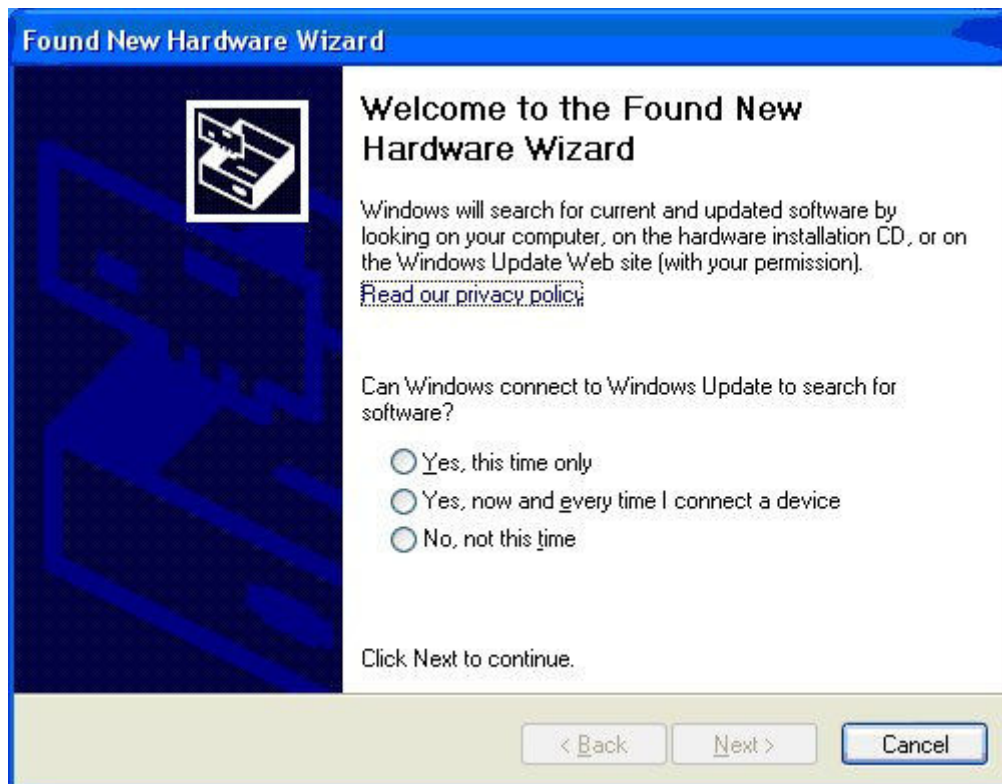 Found New Hardware Wizard
Welcome to the Found New
Hardware Wizard
Windows will search for current and updated software by
looking on your computer, on the hardware installation CD, or on
the Windows Update Web site (with your permission).
Read our privacy policy
Can Windows connect to Windows Update to search for
software?
Yes, this time only
Yes, now and every time I connect a device
No, not this time
Click Next to continue.
< Back Next > Cancel